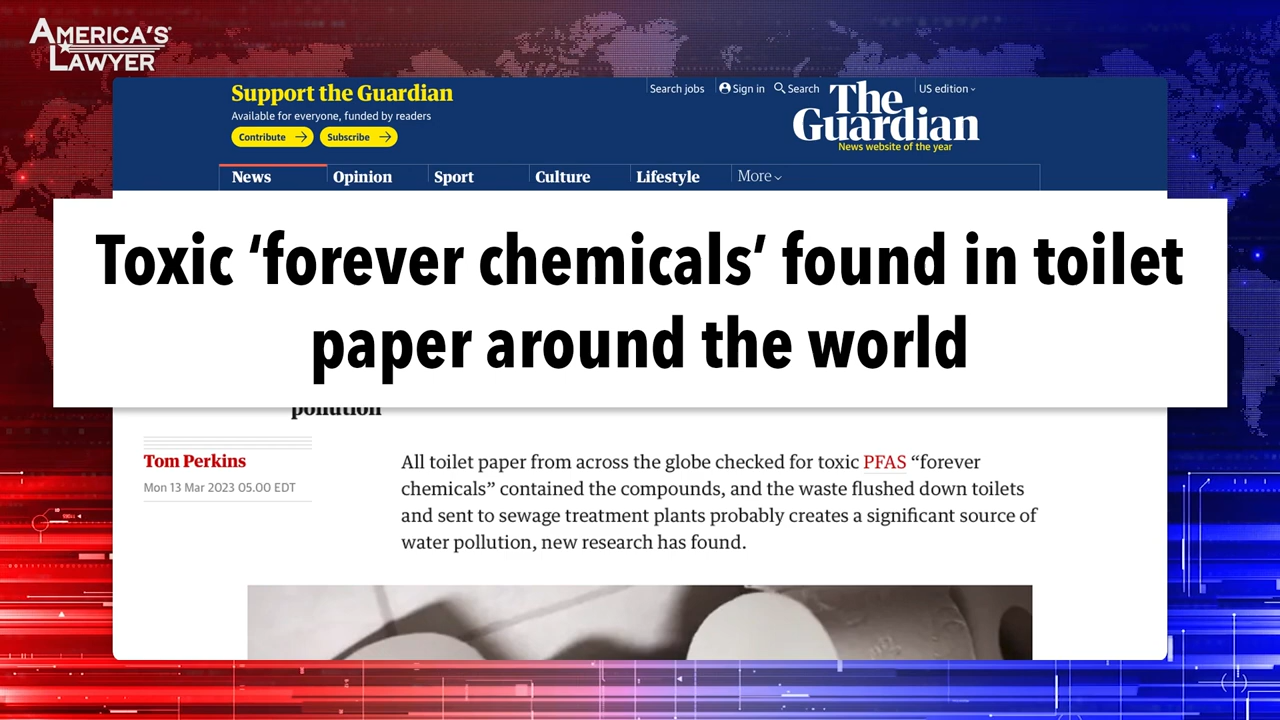 AMERICA'S
LAWYER
Support the Guardian
Available for everyone, funded by readers
Contribute
Subscribe
Search jobs
Sign in
Search
US edition
The
Guardian
News website of the year
News
Opinion
Sport
Culture
Lifestyle
More
Toxic ‘forever chemicals’ found in toilet
paper around the world
pollution
Tom Perkins
Mon 13 Mar 2023 05.00 EDT
All toilet paper from across the globe checked for toxic PFAS “forever
chemicals” contained the compounds, and the waste flushed down toilets
and sent to sewage treatment plants probably creates a significant source of
water pollution, new research has found.